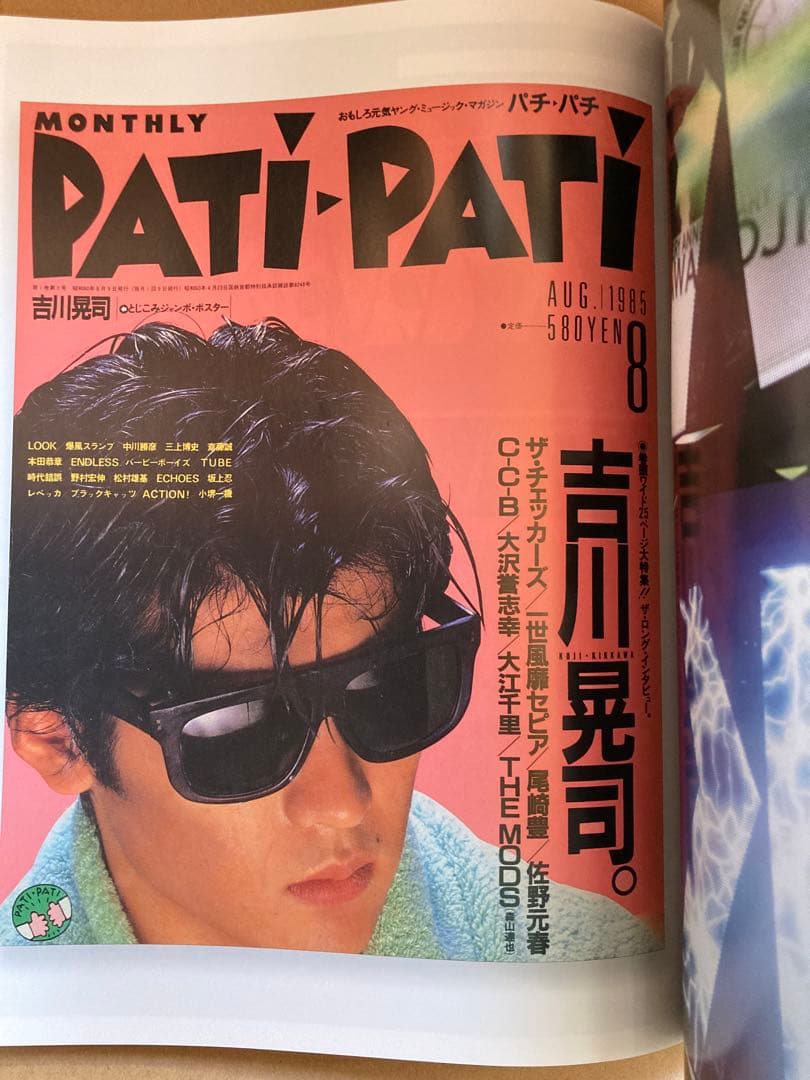 おもしろ元気ヤング・ミュージック・マガジン パチ・パチ
MONTHLY
PATi▶PATi
吉川晃司 ●とじこみジャンボ・ポスター
AUG./1985
●定価 580YEN
8
LOOK 爆風スランプ 中川勝彦 三上博史 斎藤誠
本田恭章 ENDLESS バービーボーイズ TUBE
時代錯誤 野村宏伸 松村雄基 ECHOES 坂上忍
レベッカ ブラックキャッツ ACTION! 小堺一機
ワイド25ページ大特集!! ザ・ロング・インタビュー。
吉川晃司。
KOJI・KIKKAWA
ザ・チェッカーズ/一世風靡セピア/尾崎豊/佐野元春
C-C-B/大沢誉志幸/大江千里/THE MODS(森山達也)
PATI・PATI